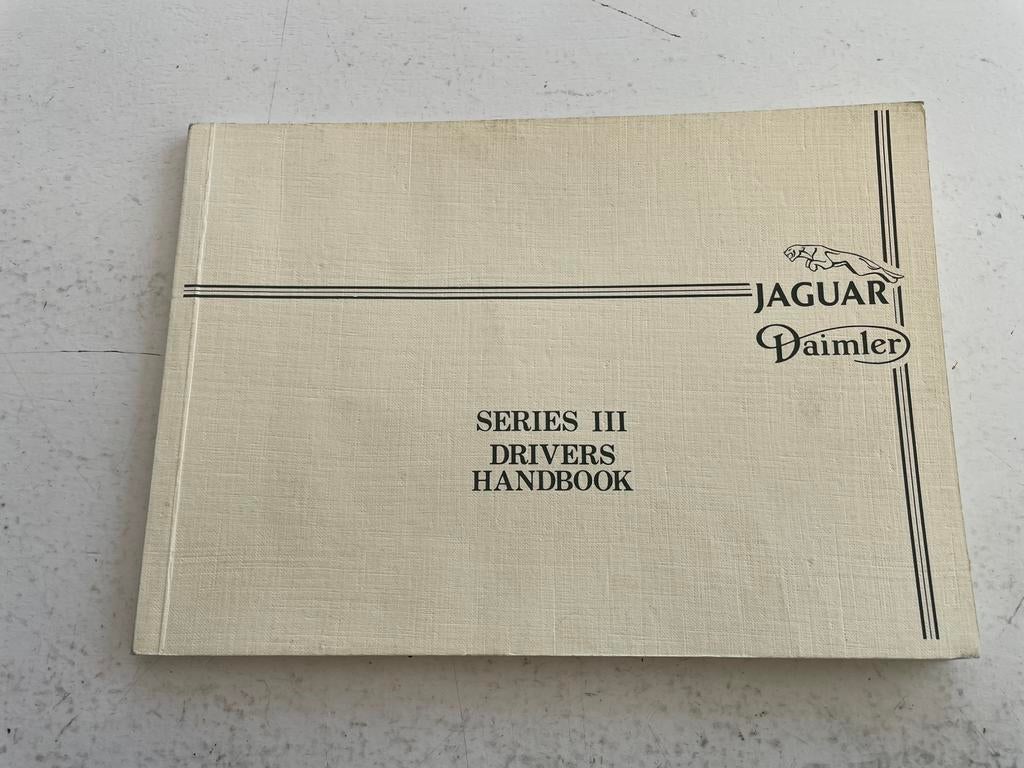 JAGUAR
Daimler
SERIES III
DRIVERS
HANDBOOK